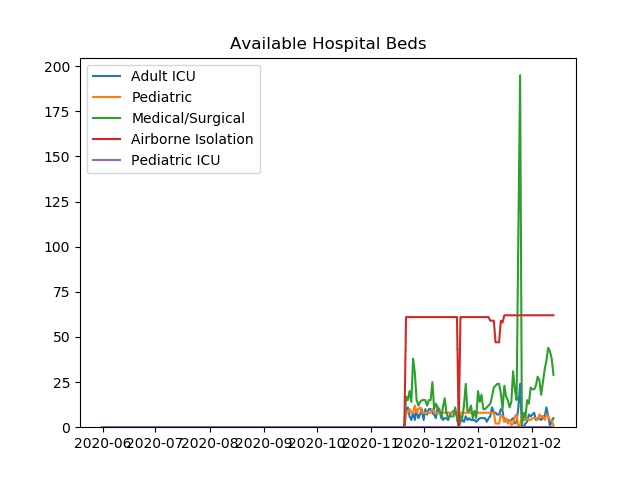 Available Hospital Beds
200
175
150
125
100
75
50
25
0
Adult ICU
Pediatric
Medical/Surgical
Airborne Isolation
Pediatric ICU
2020-06 2020-07 2020-08 2020-09 2020-10 2020-11 2020-12 2021-01 2021-02